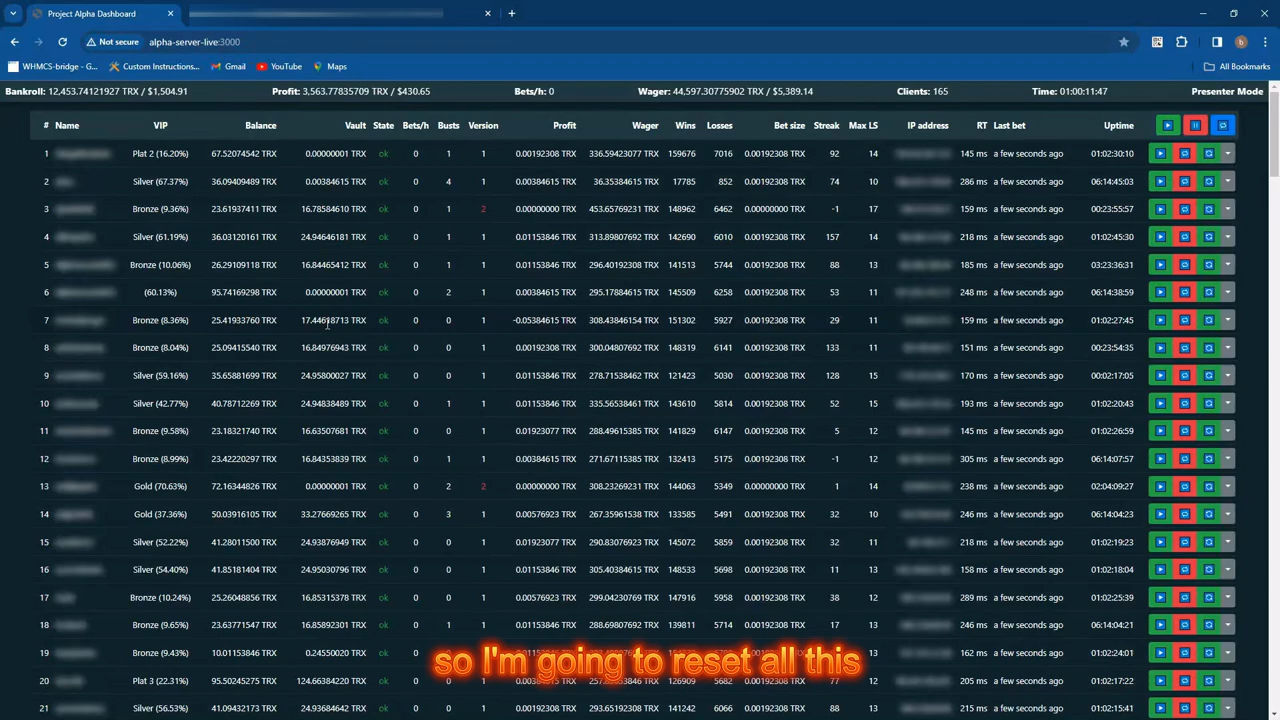 Project Alpha Dashboard
Not secure alpha-server-live:3000
WHMCS-bridge - G... Custom Instructions... Gmail YouTube Maps All Bookmarks
Bankroll: 12,453.74121927 TRX / $1,504.91 Profit: 3,563.77835709 TRX / $430.65 Bets/h: 0 Wager: 44,597.37775902 TRX / $5,389.14 Clients: 165 Time: 01:00:11:47 Presenter Mode
# Name VIP Balance Vault State Bets/h Busts Version Profit Wager Wins Losses Bet size Streak Max LS IP address RT Last bet Uptime
1 Plat 2 (16.20%) 67.52074542 TRX 0.00000001 TRX ok 0 1 1 0.00192308 TRX 336.59423077 TRX 159676 7016 0.00192308 TRX 92 14 145 ms a few seconds ago 01:02:30:10
2 Silver (67.37%) 36.09409489 TRX 0.00384615 TRX ok 0 4 1 0.00384615 TRX 36.35384615 TRX 17785 852 0.00192308 TRX 74 10 286 ms a few seconds ago 06:14:45:03
3 Bronze (9.36%) 23.61937411 TRX 16.78584610 TRX ok 0 0 2 0.00000000 TRX 453.65769231 TRX 148962 6462 0.00000000 TRX -1 17 159 ms a few seconds ago 00:23:55:57
4 Silver (61.19%) 36.03120161 TRX 24.94646181 TRX ok 0 1 1 0.01153846 TRX 313.89807692 TRX 142690 6010 0.00192308 TRX 157 14 218 ms a few seconds ago 01:02:45:30
5 Bronze (10.06%) 26.29109118 TRX 16.84465412 TRX ok 0 1 1 0.01153846 TRX 296.40192308 TRX 141513 5744 0.00192308 TRX 88 13 185 ms a few seconds ago 03:23:36:31
6 (60.13%) 95.74169298 TRX 0.00000001 TRX ok 0 2 1 0.00384615 TRX 295.17884615 TRX 145509 6258 0.00192308 TRX 53 11 248 ms a few seconds ago 06:14:38:59
7 Bronze (8.36%) 25.41933760 TRX ok 0 0 1 -0.05384615 TRX 308.43846154 TRX 151302 5927 0.00192308 TRX 29 11 159 ms a few seconds ago 01:02:27:45
8 Bronze (8.04%) 25.09415540 TRX 16.84976943 TRX ok 0 0 1 0.01153846 TRX 300.04807692 TRX 148319 6141 0.00192308 TRX 133 11 151 ms a few seconds ago 00:23:54:35
9 Silver (59.16%) 35.65881699 TRX 24.95800027 TRX ok 0 0 1 0.01153846 TRX 278.71538462 TRX 121423 5030 0.00192308 TRX 128 15 170 ms a few seconds ago 00:02:17:05
10 Silver (42.77%) 40.78712269 TRX 24.94838489 TRX ok 0 1 1 0.01153846 TRX 335.56538461 TRX 143610 5814 0.00192308 TRX 52 15 193 ms a few seconds ago 01:02:20:43
11 Bronze (9.58%) 23.18321740 TRX 16.63507681 TRX ok 0 1 1 0.01923077 TRX 288.49615385 TRX 141829 6147 0.00192308 TRX 5 12 145 ms a few seconds ago 01:02:26:59
12 Bronze (8.99%) 23.42220297 TRX 16.84353839 TRX ok 0 1 1 0.00384615 TRX 256.44615385 TRX 132413 5175 0.00192308 TRX -1 12 305 ms a few seconds ago 06:14:07:57
13 Gold (70.63%) 72.16344826 TRX 0.00000001 TRX ok 0 2 2 0.00000000 TRX 308.23269231 TRX 144063 5349 0.00000000 TRX 1 14 238 ms a few seconds ago 02:04:09:27
14 Gold (37.36%) 50.03916105 TRX 33.27669265 TRX ok 0 3 1 0.00576923 TRX 267.35961538 TRX 133585 5491 0.00192308 TRX 32 10 246 ms a few seconds ago 06:14:04:23
15 Silver (52.22%) 41.28011500 TRX 24.93876949 TRX ok 0 1 1 0.01923077 TRX 290.83076923 TRX 145072 5859 0.00192308 TRX 32 11 218 ms a few seconds ago 01:02:19:23
16 Silver (54.40%) 41.85181404 TRX 24.95030796 TRX ok 0 1 1 0.01153846 TRX 305.40384615 TRX 148533 5698 0.00192308 TRX 11 13 158 ms a few seconds ago 01:02:18:04
17 Bronze (10.24%) 25.26048856 TRX 16.85315378 TRX ok 0 0 1 0.00576923 TRX 299.04230769 TRX 147916 5958 0.00192308 TRX 38 12 289 ms a few seconds ago 01:02:25:39
18 Bronze (9.65%) 23.63771547 TRX 16.85892301 TRX ok 0 1 1 0.01153846 TRX 288.69807692 TRX 139811 5714 0.00192308 TRX 17 12 246 ms a few seconds ago 06:14:04:21
19 Bronze (9.43%) 10.01153846 TRX 0.24550020 TRX ok 0 13 162 ms a few seconds ago 01:02:24:01
20 Plat 3 (22.31%) 95.50245275 TRX 124.66384220 TRX ok 12 205 ms a few seconds ago 01:02:17:22
21 Silver (56.53%) 41.09432173 TRX 24.93684642 TRX ok 0 2 1 0.01153846 TRX 293.65192308 TRX 141242 6066 0.00192308 TRX 88 13 215 ms a few seconds ago 01:02:15:41
so I'm going to reset all this